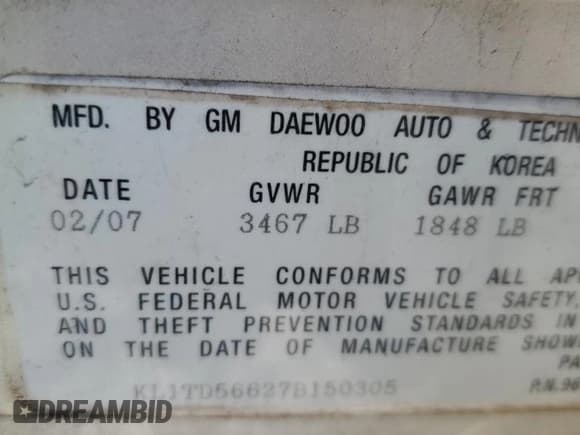 MFD. BY GM DAEWOO AUTO & TECHN
REPUBLIC OF KOREA
DATE GVWR GAWR FRT
02/07 3467 LB 1848 LB
THIS VEHICLE CONFORMS TO ALL AP
U.S. FEDERAL MOTOR VEHICLE SAFETY,
AND THEFT PREVENTION STANDARDS IN
ON THE DATE OF MANUFACTURE SHOW
PA
KL1TD56627B150305 P.N.96
DREAMBID